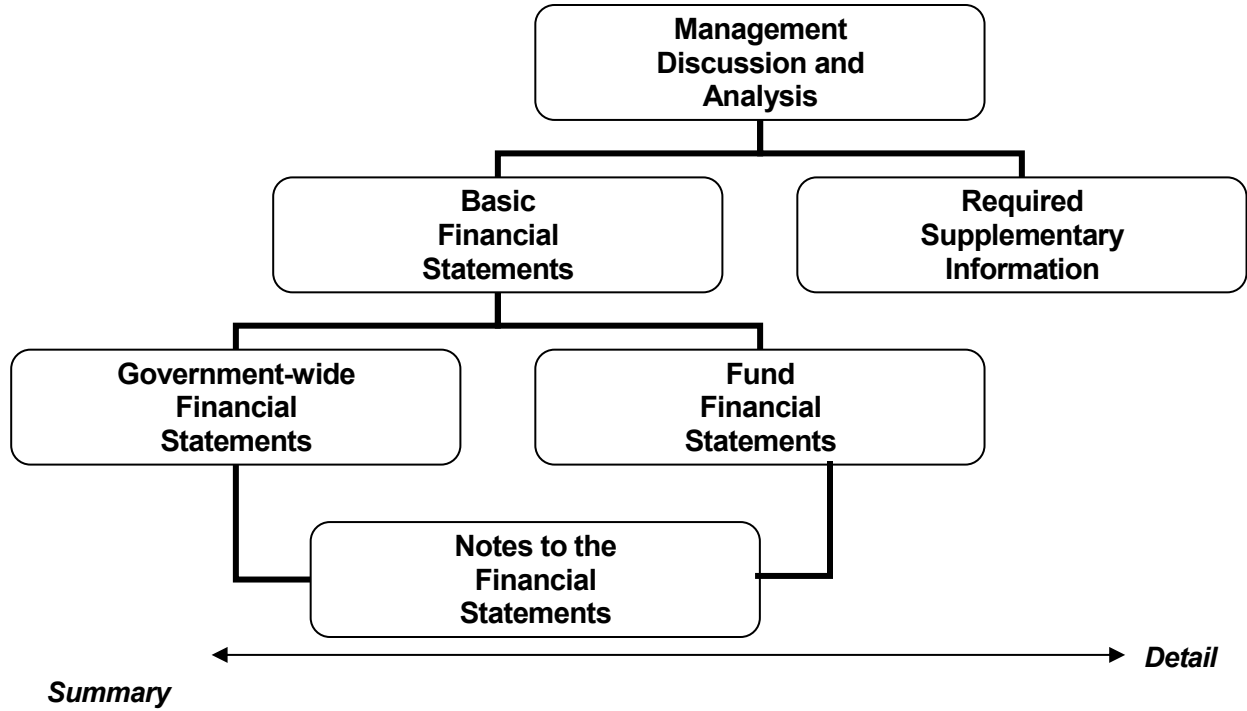 Management
Discussion and
Analysis
Basic
Financial
Statements
Required
Supplementary
Information
Government-wide
Financial
Statements
Fund
Financial
Statements
Notes to the
Financial
Statements
Detail
Summary